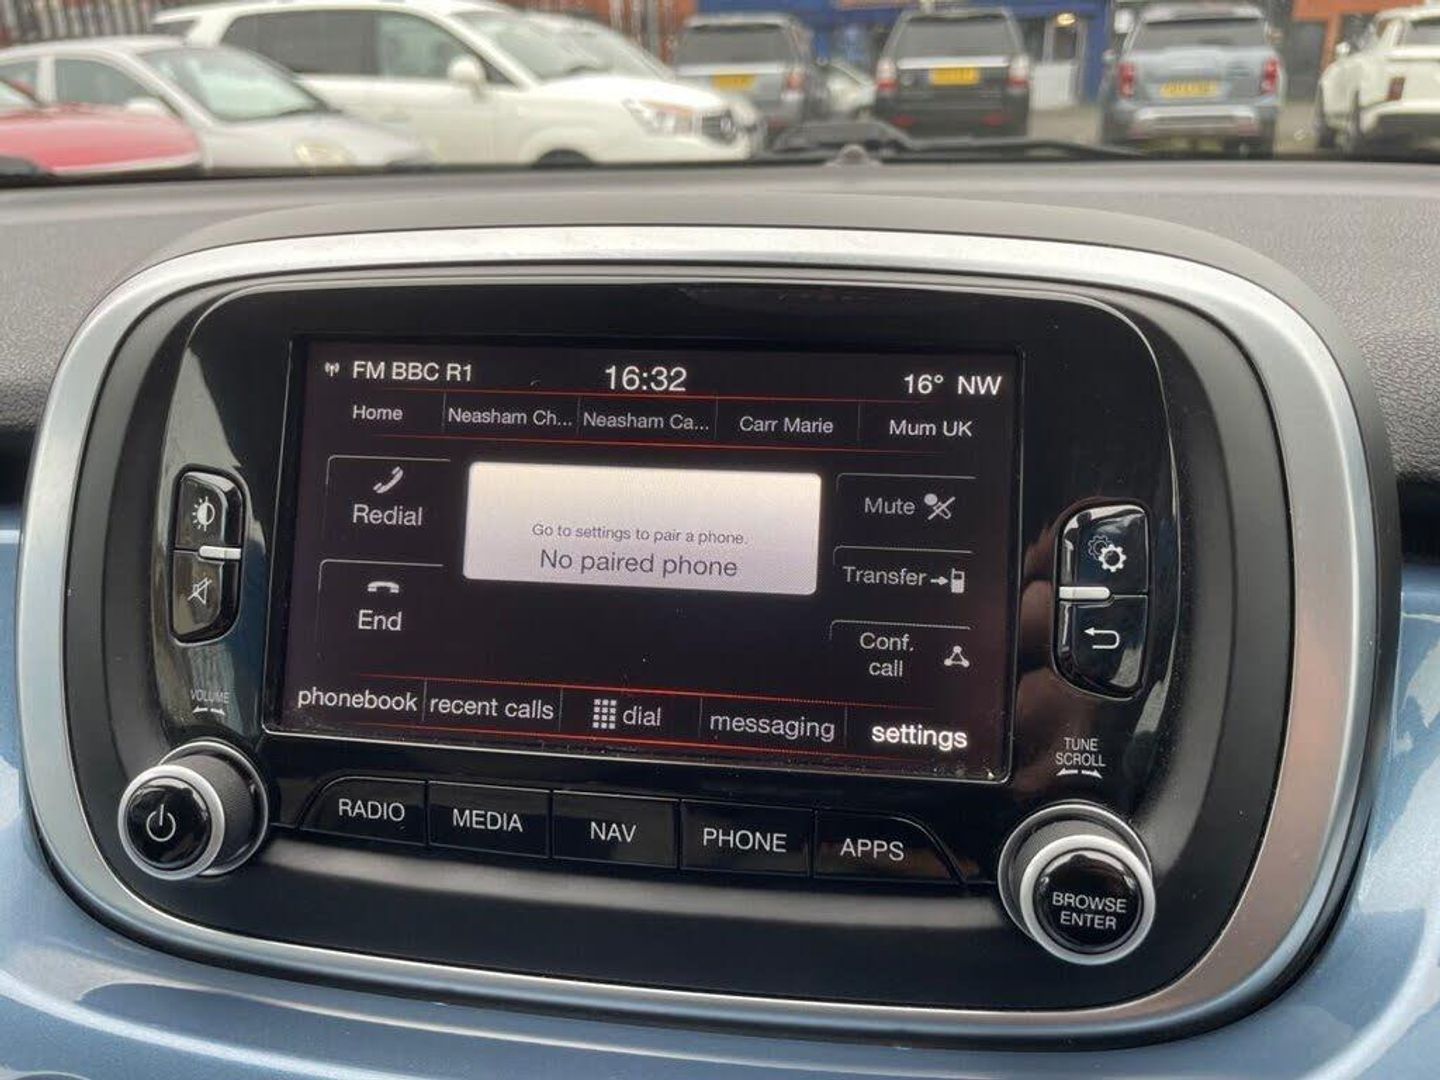 FM BBC R1 16:32 16° NW
Home Neasham Ch... Neasham Ca... Carr Marie Mum UK
Redial
Go to settings to pair a phone.
No paired phone
Mute
End
Transfer
Conf.
call
phonebook recent calls dial messaging settings
VOLUME
TUNE
SCROLL
RADIO MEDIA NAV PHONE APPS
BROWSE
ENTER